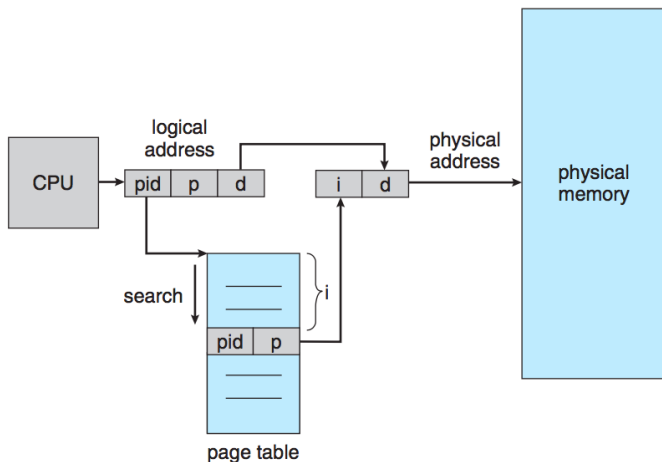 logical
address
physical
address
CPU
pid p d
i d
physical
memory
search
i
pid p
page table